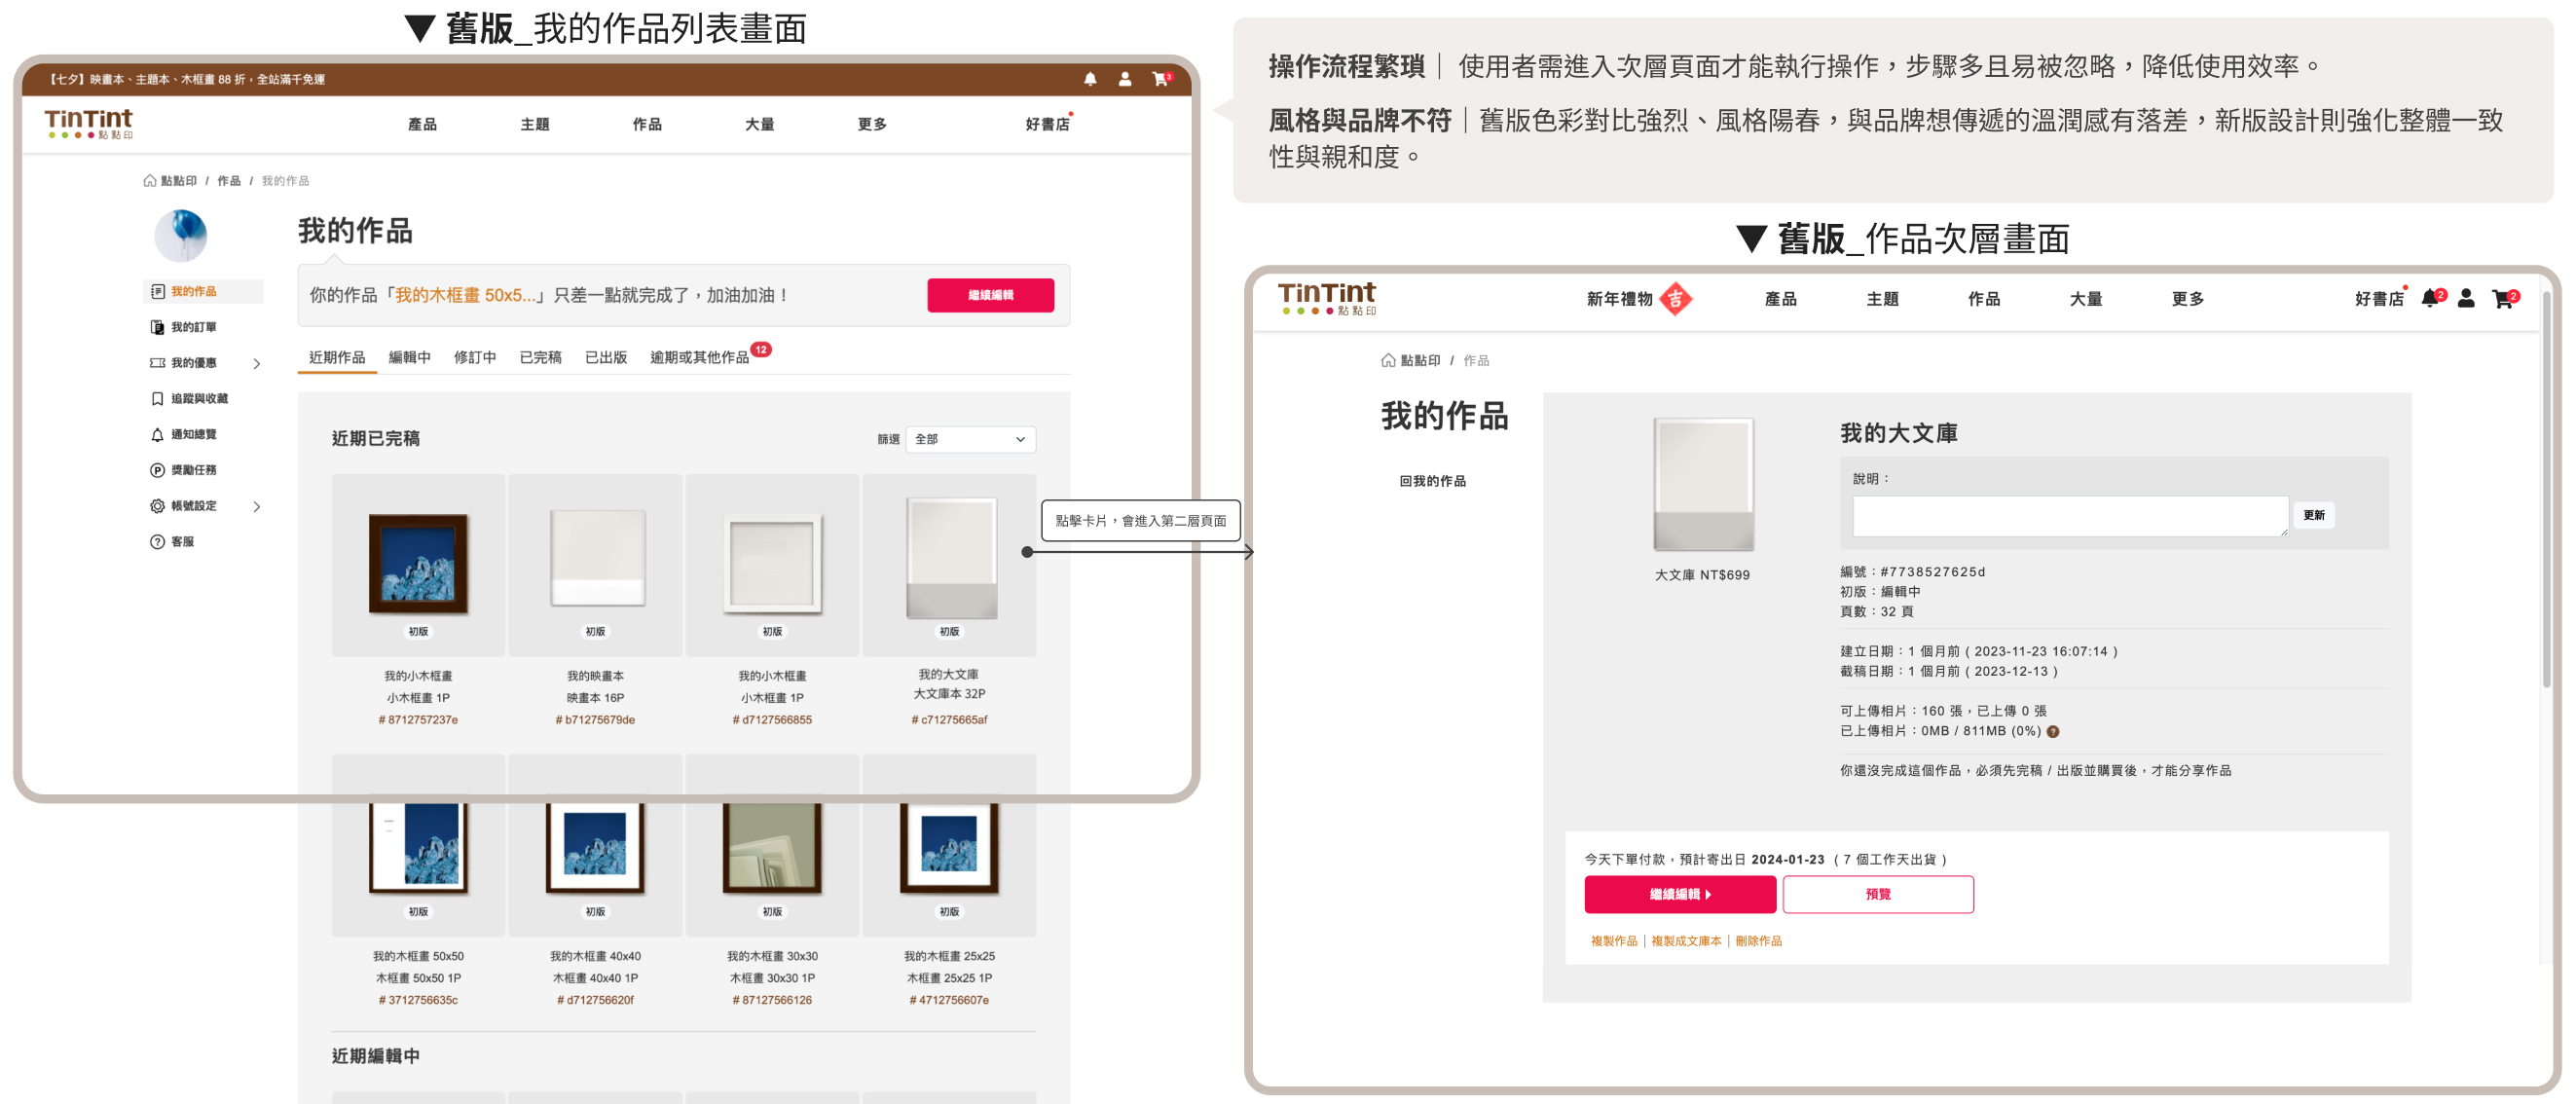 ▼ 舊版_我的作品列表畫面
【七夕】映畫本、主題本、木框畫 88 折，全站滿千免運
3
TinTint
點點印
產品
主題
作品
大量
更多
好書店
點點印 / 作品 / 我的作品
我的作品
我的訂單
我的優惠
追蹤與收藏
通知總覽
獎勵任務
帳號設定
客服
我的作品
你的作品「我的木框畫 50x5...」只差一點就完成了，加油加油！
繼續編輯
近期作品
編輯中
修訂中
已完稿
已出版
逾期或其他作品
12
近期已完稿
篩選
全部
初版
初版
初版
初版
我的小木框畫
小木框畫 1P
# 8712757237e
我的映畫本
映畫本 16P
# b71275679de
我的小木框畫
小木框畫 1P
# d7127566855
我的大文庫
大文庫本 32P
# c71275665af
初版
初版
初版
初版
我的木框畫 50x50
木框畫 50x50 1P
# 3712756635c
我的木框畫 40x40
木框畫 40x40 1P
# d712756620f
我的木框畫 30x30
木框畫 30x30 1P
# 87127566126
我的木框畫 25x25
木框畫 25x25 1P
# 4712756607e
近期編輯中
點擊卡片，會進入第二層頁面
操作流程繁瑣｜ 使用者需進入次層頁面才能執行操作，步驟多且易被忽略，降低使用效率。
風格與品牌不符｜舊版色彩對比強烈、風格陽春，與品牌想傳遞的溫潤感有落差，新版設計則強化整體一致
性與親和度。
▼ 舊版_作品次層畫面
TinTint
點點印
新年禮物
吉
產品
主題
作品
大量
更多
好書店
2
2
點點印 / 作品
我的作品
回我的作品
大文庫 NT$699
我的大文庫
說明：
更新
編號：#7738527625d
初版：編輯中
頁數：32 頁
建立日期：1 個月前 ( 2023-11-23 16:07:14 )
截稿日期：1 個月前 ( 2023-12-13 )
可上傳相片：160 張，已上傳 0 張
已上傳相片：0MB / 811MB (0%) ?
你還沒完成這個作品，必須先完稿 / 出版並購買後，才能分享作品
今天下單付款，預計寄出日 2024-01-23 ( 7 個工作天出貨 )
繼續編輯
預覽
複製作品｜複製成文庫本｜刪除作品